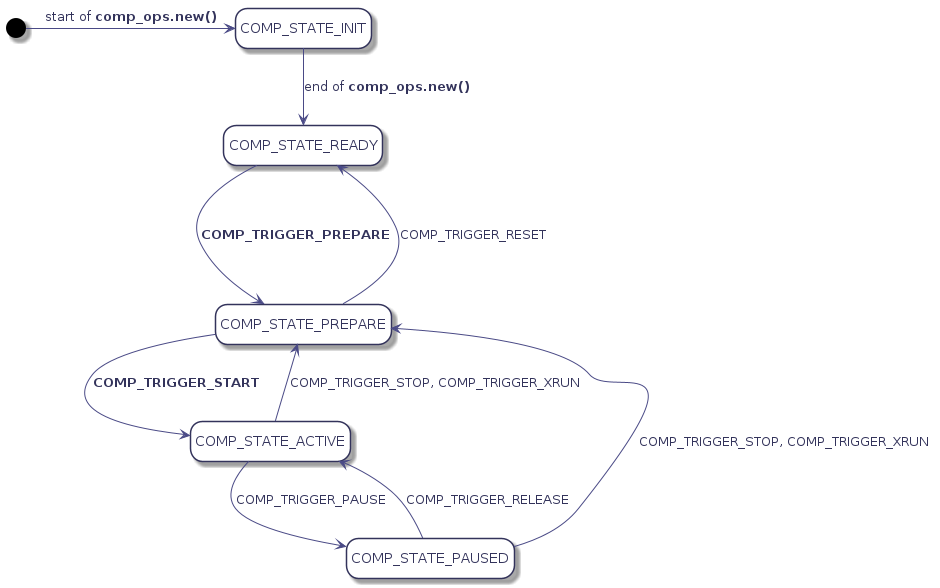 start of comp_ops.new()
COMP_STATE_INIT
end of comp_ops.new()
COMP_STATE_READY
COMP_TRIGGER_PREPARE
COMP_TRIGGER_RESET
COMP_STATE_PREPARE
COMP_TRIGGER_START
COMP_TRIGGER_STOP, COMP_TRIGGER_XRUN
COMP_STATE_ACTIVE
COMP_TRIGGER_STOP, COMP_TRIGGER_XRUN
COMP_TRIGGER_PAUSE
COMP_TRIGGER_RELEASE
COMP_STATE_PAUSED